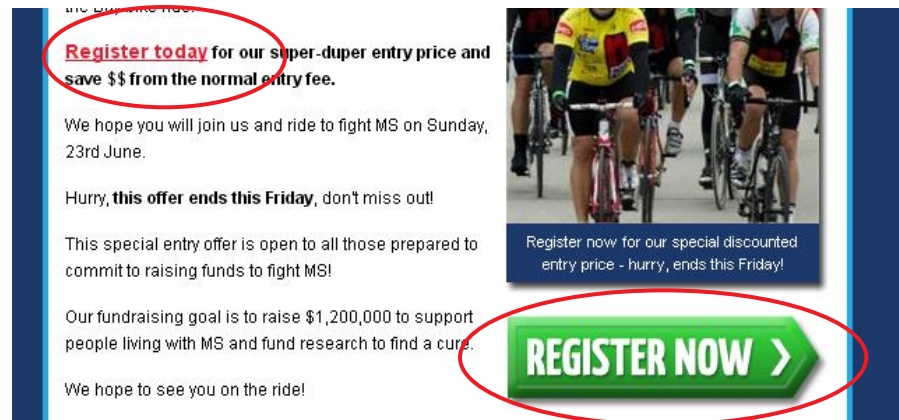 Register today for our super-duper entry price and
save $$ from the normal entry fee.
We hope you will join us and ride to fight MS on Sunday,
23rd June.
Hurry, this offer ends this Friday, don't miss out!
This special entry offer is open to all those prepared to
commit to raising funds to fight MS!
Our fundraising goal is to raise $1,200,000 to support
people living with MS and fund research to find a cure.
We hope to see you on the ride!
Register now for our special discounted
entry price - hurry, ends this Friday!
REGISTER NOW >